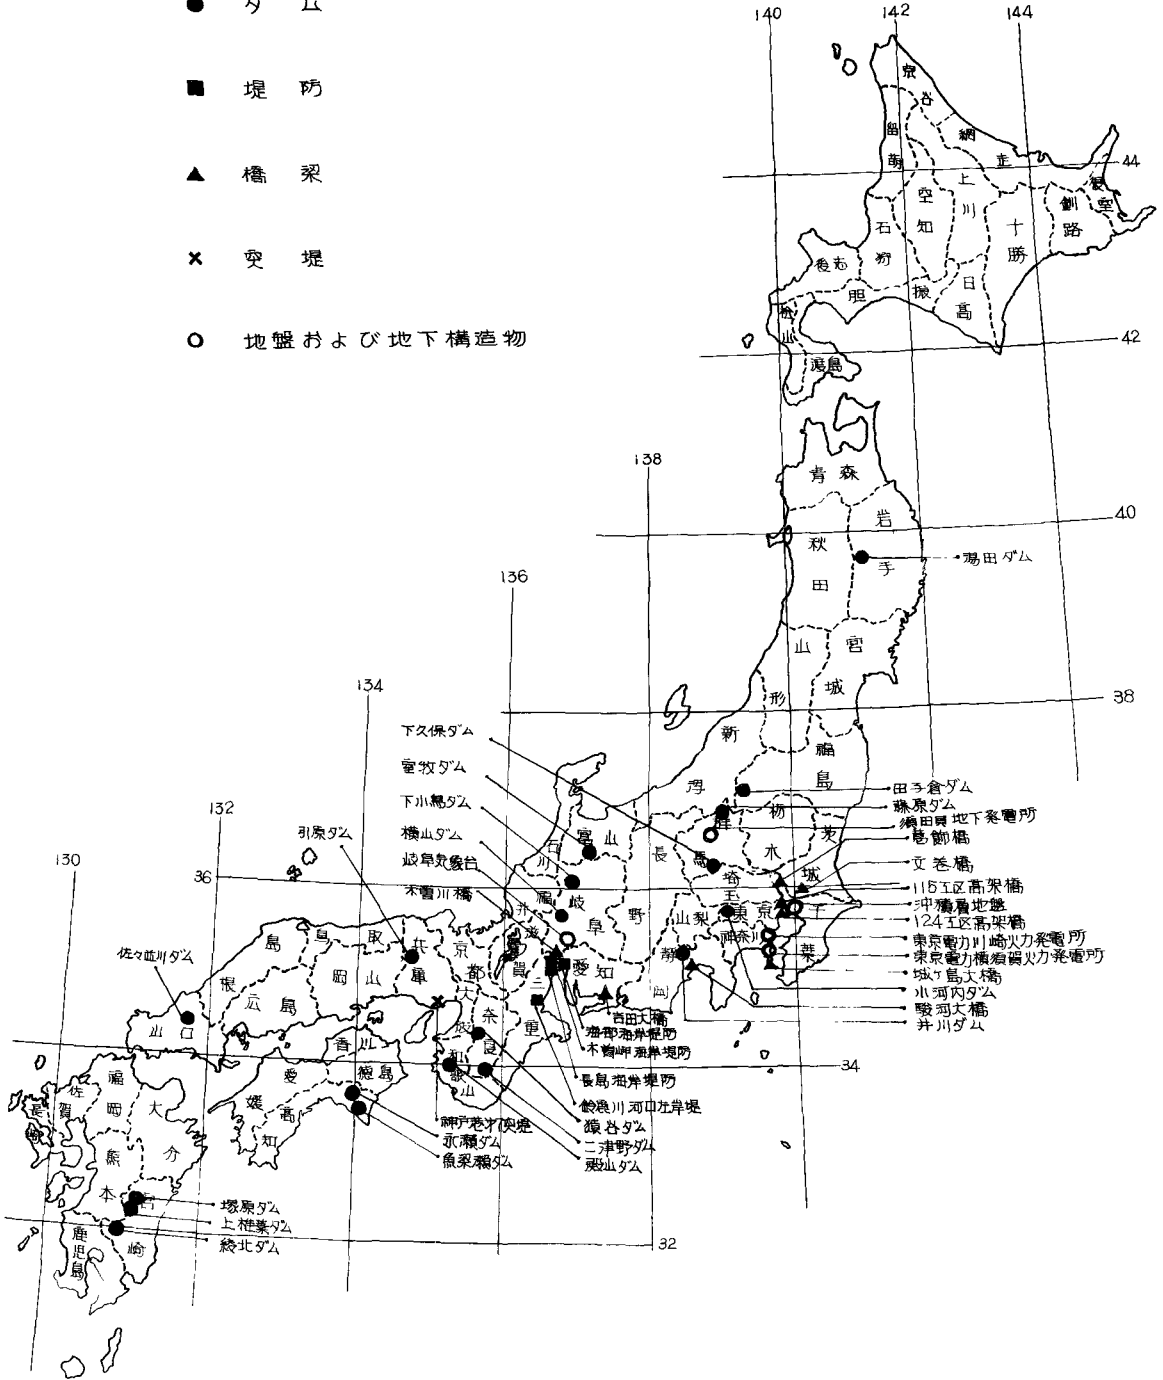 ダム
堤防
橋梁
突堤
地盤および地下構造物
140
142
144
44
42
40
38
138
136
134
132
130
36
34
32
宗谷
留萌
網走
上川
空知
石狩
後志
胆振
日高
十勝
釧路
根室
桧山
渡島
青森
岩手
秋田
山形
宮城
福島
新潟
栃木
茨城
群馬
埼玉
東京
千葉
神奈川
山梨
長野
静岡
富山
石川
福井
岐阜
愛知
滋賀
三重
京都
大阪
奈良
和歌山
兵庫
鳥取
岡山
島根
広島
山口
香川
徳島
愛媛
高知
福岡
佐賀
長崎
大分
熊本
宮崎
鹿児島
湯田ダム
下久保ダム
室牧ダム
下小鳥ダム
横山ダム
岐阜気象台
木曽川橋
引原ダム
佐々並川ダム
田子倉ダム
藤原ダム
須田貝地下発電所
葛飾橋
文巻橋
115工区高架橋
124工区高架橋
東京電力川崎火力発電所
東京電力横須賀火力発電所
城ヶ島大橋
小河内ダム
駿河大橋
井川ダム
吉田大橋
海部海岸堤防
木曽岬海岸堤防
長島海岸堤防
鈴鹿川河口左岸堤
猿谷ダム
二津野ダム
殿山ダム
永瀬ダム
魚梁瀬ダム
塚原ダム
上椎葉ダム
綾北ダム